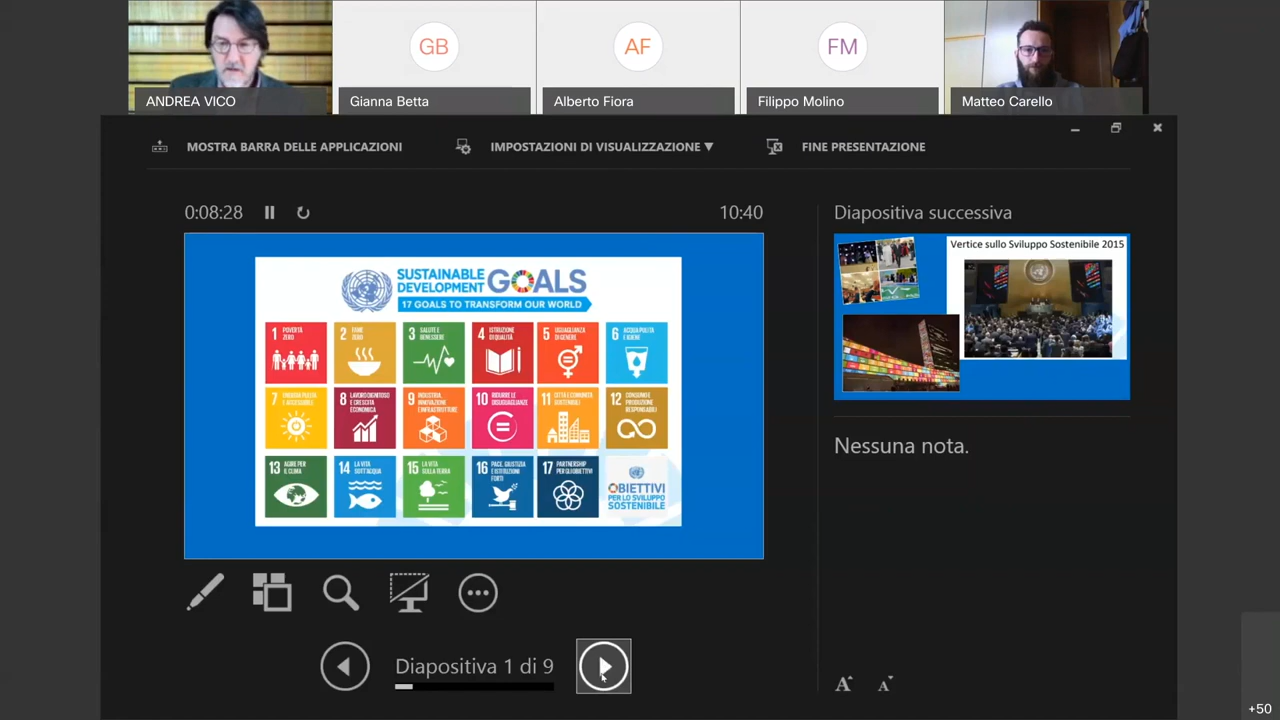 GB
AF
FM
ANDREA VICO
Gianna Betta
Alberto Fiora
Filippo Molino
Matteo Carello
MOSTRA BARRA DELLE APPLICAZIONI
IMPOSTAZIONI DI VISUALIZZAZIONE ▼
FINE PRESENTAZIONE
0:08:28
10:40
SUSTAINABLE
DEVELOPMENT
GOALS
17 GOALS TO TRANSFORM OUR WORLD
1 POVERTÀ
ZERO
2 FAME
ZERO
3 SALUTE E
BENESSERE
4 ISTRUZIONE
DI QUALITÀ
5 UGUAGLIANZA
DI GENERE
6 ACQUA PULITA
E IGIENE
7 ENERGIA PULITA
E ACCESSIBILE
8 LAVORO DIGNITOSO
E CRESCITA
ECONOMICA
9 INDUSTRIA,
INNOVAZIONE
E INFRASTRUTTURE
10 RIDURRE LE
DISUGUAGLIANZE
11 CITTÀ E COMUNITÀ
SOSTENIBILI
12 CONSUMO E
PRODUZIONE
RESPONSABILI
13 AGIRE PER
IL CLIMA
14 LA VITA
SOTT'ACQUA
15 LA VITA
SULLA TERRA
16 PACE, GIUSTIZIA
E ISTITUZIONI
FORTI
17 PARTNERSHIP
PER GLI OBIETTIVI
OBIETTIVI
PER LO SVILUPPO
SOSTENIBILE
Diapositiva successiva
Vertice sullo Sviluppo Sostenibile 2015
Nessuna nota.
Diapositiva 1 di 9
A A
+50